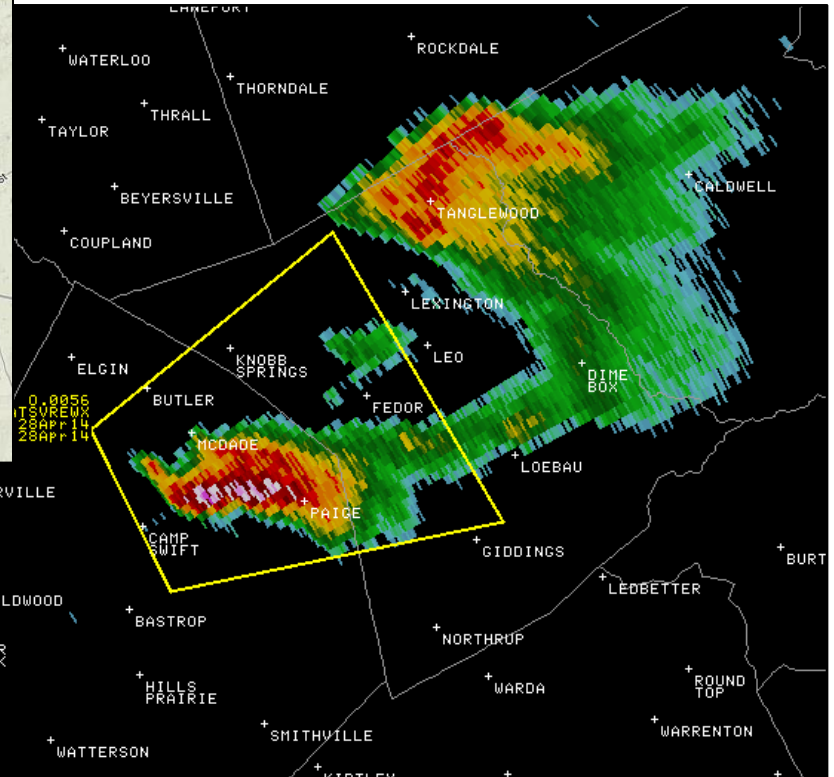 ROCKDALE
WATERLOO
THORNDALE
THRALL
TAYLOR
CALDWELL
BEYERSVILLE
TANGLEWOOD
COUPLAND
LEXINGTON
LEO
KNOBB
SPRINGS
ELGIN
DIME
BOX
0.0056
BUTLER
TSVREWX
FEDOR
28Apr14
28Apr14
MCDADE
LOEBAU
RVILLE
PAIGE
CAMP
SWIFT
GIDDINGS
BURT
LEDBETTER
LDWOOD
BASTROP
NORTHRUP
HILLS
PRAIRIE
WARDA
ROUND
TOP
SMITHVILLE
WARRENTON
WATTERSON